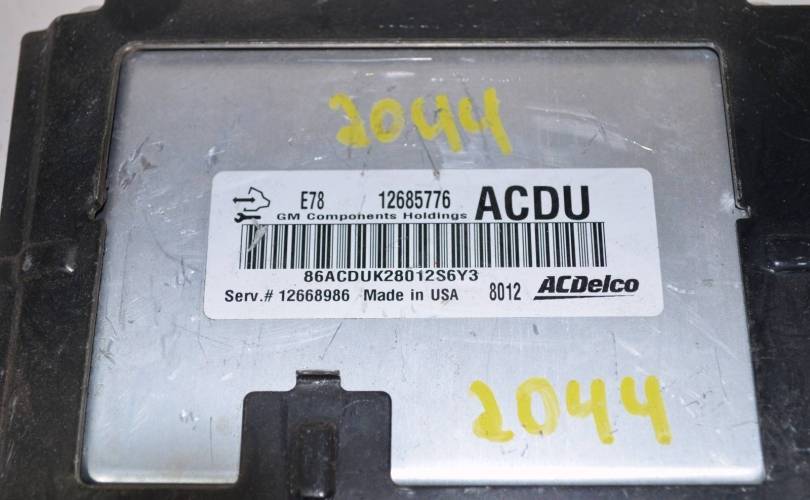 2044
E78 12685776 ACDU
GM Components Holdings
86ACDUK28012S6Y3
Serv.# 12668986 Made in USA 8012 ACDelco
2044